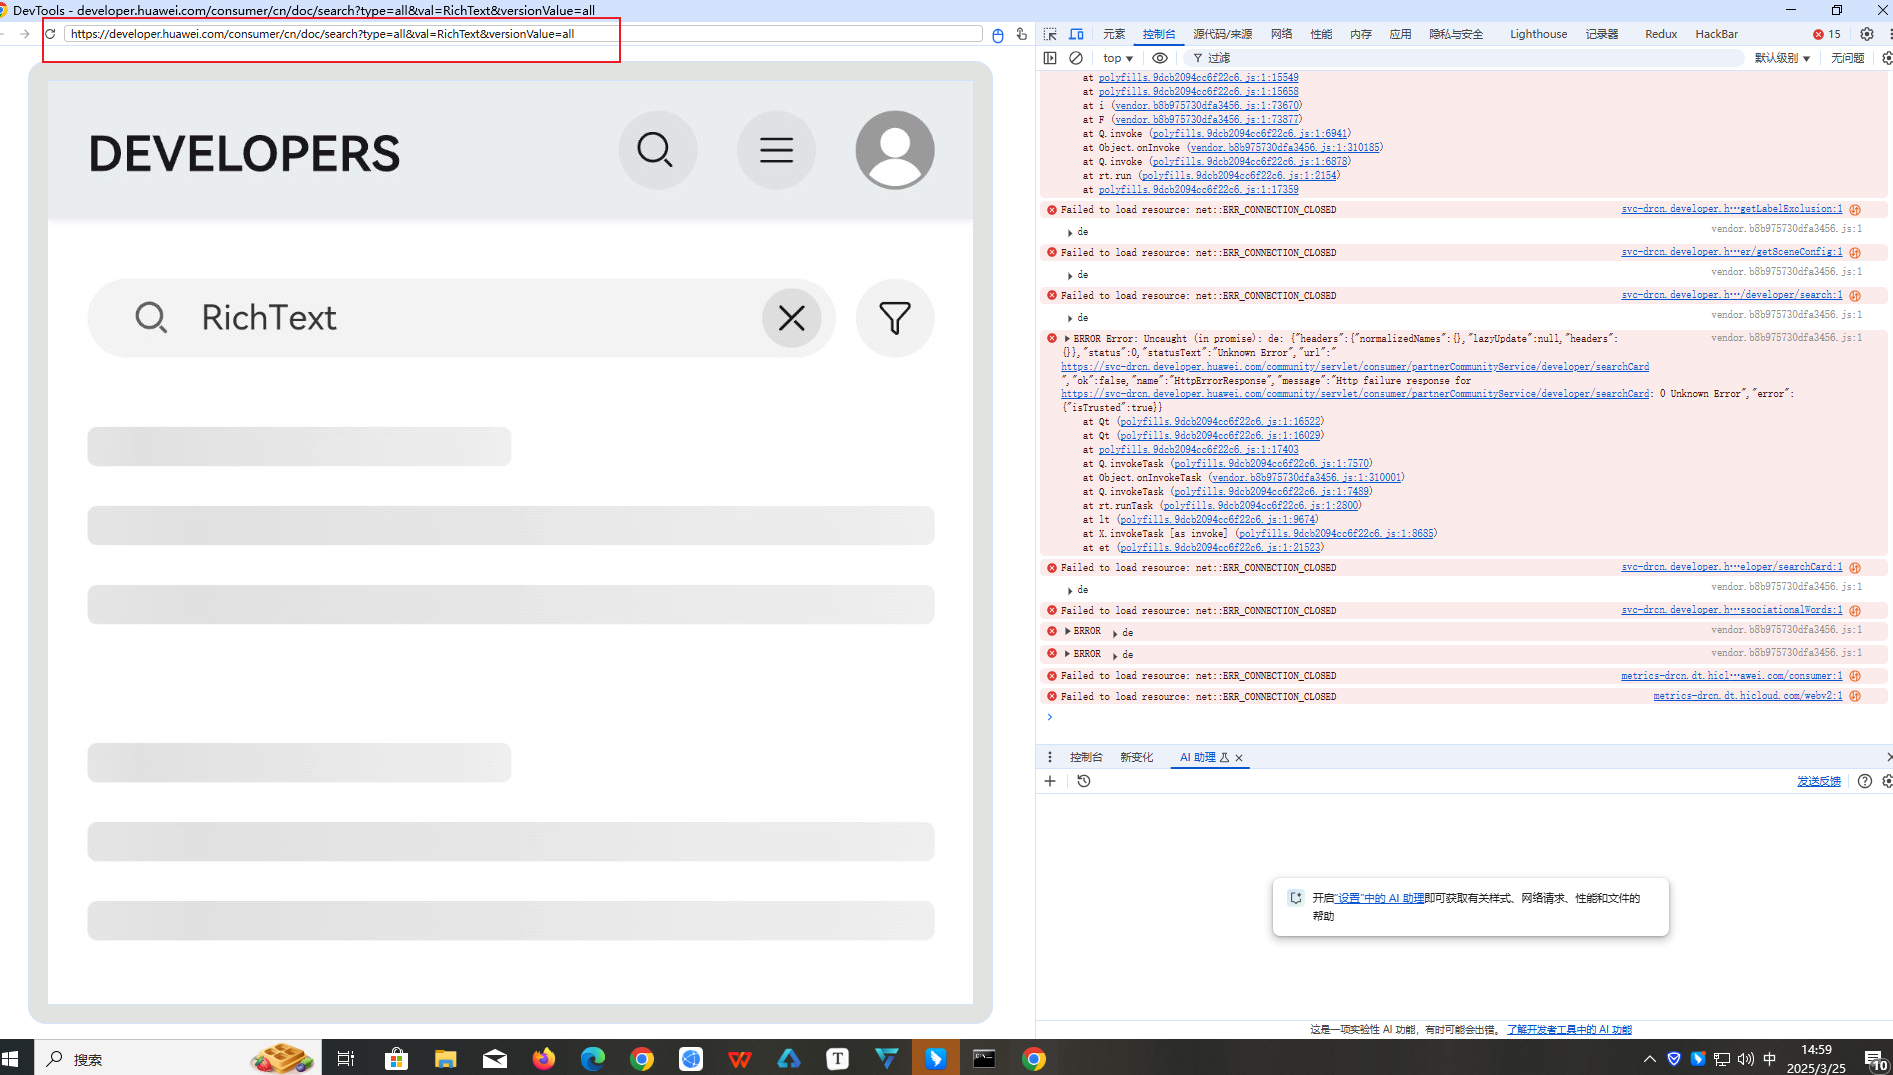 DevTools - developer.huawei.com/consumer/cn/doc/search?type=all&val=RichText&versionValue=all
https://developer.huawei.com/consumer/cn/doc/search?type=all&val=RichText&versionValue=all
DEVELOPERS
RichText
元素 控制台 源代码/来源 网络 性能 内存 应用 隐私与安全 Lighthouse 记录器 Redux HackBar 15
top 过滤 默认级别 无问题
at polyfills.9dcb2094cc6f22c6.js:1:15549
at polyfills.9dcb2094cc6f22c6.js:1:15658
at i (vendor.b8b975730dfa3456.js:1:73670)
at F (vendor.b8b975730dfa3456.js:1:73877)
at Q.invoke (polyfills.9dcb2094cc6f22c6.js:1:6941)
at Object.onInvoke (vendor.b8b975730dfa3456.js:1:310185)
at Q.invoke (polyfills.9dcb2094cc6f22c6.js:1:6878)
at rt.run (polyfills.9dcb2094cc6f22c6.js:1:2154)
at polyfills.9dcb2094cc6f22c6.js:1:17359
Failed to load resource: net::ERR_CONNECTION_CLOSED svc-drcn.developer.h…getLabelExclusion:1
de vendor.b8b975730dfa3456.js:1
Failed to load resource: net::ERR_CONNECTION_CLOSED svc-drcn.developer.h…er/getSceneConfig:1
de vendor.b8b975730dfa3456.js:1
Failed to load resource: net::ERR_CONNECTION_CLOSED svc-drcn.developer.h…/developer/search:1
de vendor.b8b975730dfa3456.js:1
ERROR Error: Uncaught (in promise): de: {"headers":{"normalizedNames":{},"lazyUpdate":null,"headers": vendor.b8b975730dfa3456.js:1
{}},"status":0,"statusText":"Unknown Error","url":"
https://svc-drcn.developer.huawei.com/community/servlet/consumer/partnerCommunityService/developer/searchCard
","ok":false,"name":"HttpErrorResponse","message":"Http failure response for
https://svc-drcn.developer.huawei.com/community/servlet/consumer/partnerCommunityService/developer/searchCard: 0 Unknown Error","error":
{"isTrusted":true}}
at Qt (polyfills.9dcb2094cc6f22c6.js:1:16522)
at Qt (polyfills.9dcb2094cc6f22c6.js:1:16029)
at polyfills.9dcb2094cc6f22c6.js:1:17403
at Q.invokeTask (polyfills.9dcb2094cc6f22c6.js:1:7570)
at Object.onInvokeTask (vendor.b8b975730dfa3456.js:1:310001)
at Q.invokeTask (polyfills.9dcb2094cc6f22c6.js:1:7489)
at rt.runTask (polyfills.9dcb2094cc6f22c6.js:1:2800)
at lt (polyfills.9dcb2094cc6f22c6.js:1:9674)
at X.invokeTask [as invoke] (polyfills.9dcb2094cc6f22c6.js:1:8685)
at et (polyfills.9dcb2094cc6f22c6.js:1:21523)
Failed to load resource: net::ERR_CONNECTION_CLOSED svc-drcn.developer.h…eloper/searchCard:1
de vendor.b8b975730dfa3456.js:1
Failed to load resource: net::ERR_CONNECTION_CLOSED svc-drcn.developer.h…ssociationalWords:1
ERROR de vendor.b8b975730dfa3456.js:1
ERROR de vendor.b8b975730dfa3456.js:1
Failed to load resource: net::ERR_CONNECTION_CLOSED metrics-drcn.dt.hicl…awei.com/consumer:1
Failed to load resource: net::ERR_CONNECTION_CLOSED metrics-drcn.dt.hicloud.com/webv2:1
控制台 新变化 AI 助理
发送反馈
开启“设置”中的 AI 助理即可获取有关样式、网络请求、性能和文件的
帮助
这是一项实验性 AI 功能，有时可能会出错。 了解开发者工具中的 AI 功能
搜索
中
14:59
2025/3/25
10